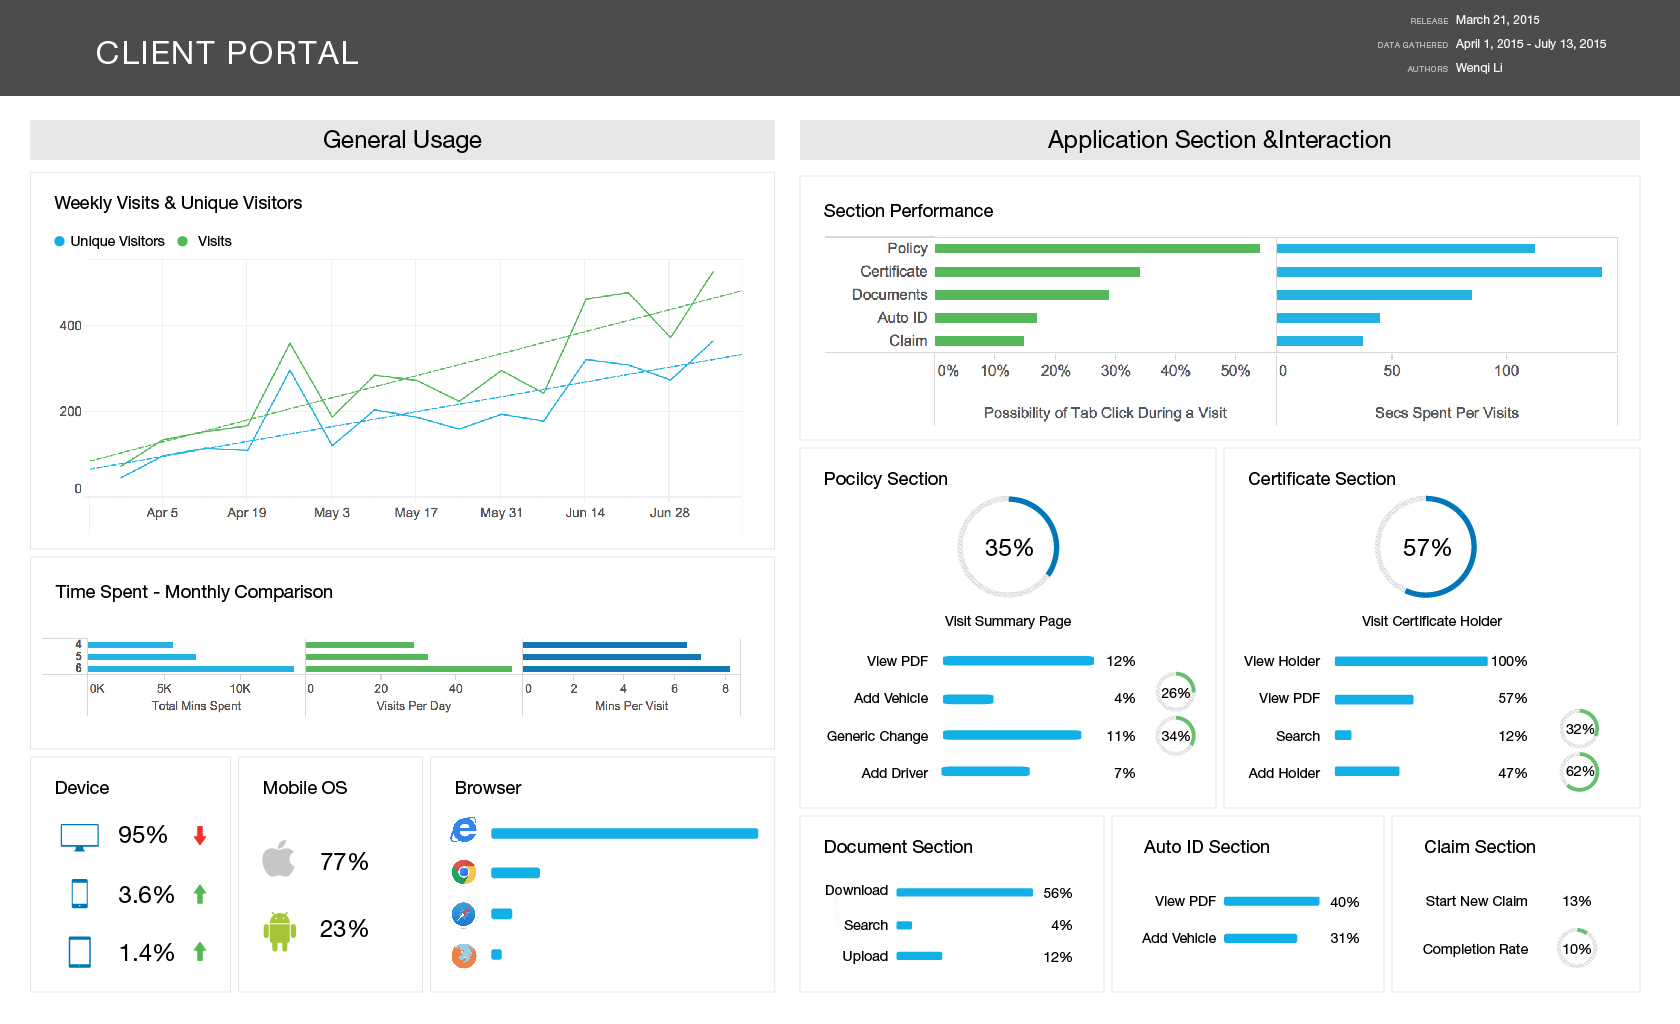 CLIENT PORTAL
RELEASE March 21, 2015
DATA GATHERED April 1, 2015 - July 13, 2015
AUTHORS Wenqi Li
General Usage
Weekly Visits & Unique Visitors
Unique Visitors Visits
400
200
0
Apr 5 Apr 19 May 3 May 17 May 31 Jun 14 Jun 28
Time Spent - Monthly Comparison
4
5
6
0K 5K 10K 0 20 40 0 2 4 6 8
Total Mins Spent Visits Per Day Mins Per Visit
Device
95%
3.6%
1.4%
Mobile OS
77%
23%
Browser
Application Section &Interaction
Section Performance
Policy
Certificate
Documents
Auto ID
Claim
0% 10% 20% 30% 40% 50% 0 50 100
Possibility of Tab Click During a Visit Secs Spent Per Visits
Pocilcy Section
35%
Visit Summary Page
View PDF 12%
Add Vehicle 4% 26%
Generic Change 11% 34%
Add Driver 7%
Certificate Section
57%
Visit Certificate Holder
View Holder 100%
View PDF 57%
Search 12% 32%
Add Holder 47% 62%
Document Section
Download 56%
Search 4%
Upload 12%
Auto ID Section
View PDF 40%
Add Vehicle 31%
Claim Section
Start New Claim 13%
Completion Rate 10%